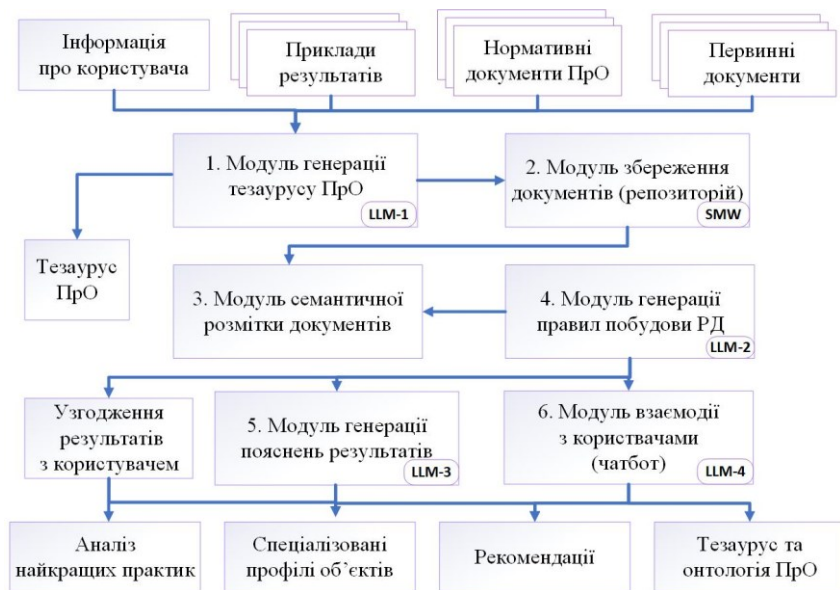 Інформація
про користувача
Приклади
результатів
Нормативні
документи ПрО
Первинні
документи
1. Модуль генерації
тезаурусу ПрО
LLM-1
2. Модуль збереження
документів (репозиторій)
SMW
Тезаурус
ПрО
3. Модуль семантичної
розмітки документів
4. Модуль генерації
правил побудови РД
LLM-2
Узгодження
результатів
з користувачем
5. Модуль генерації
пояснень результатів
LLM-3
6. Модуль взаємодії
з користвачами
(чатбот)
LLM-4
Аналіз
найкращих практик
Спеціалізовані
профілі об’єктів
Рекомендації
Тезаурус та
онтологія ПрО